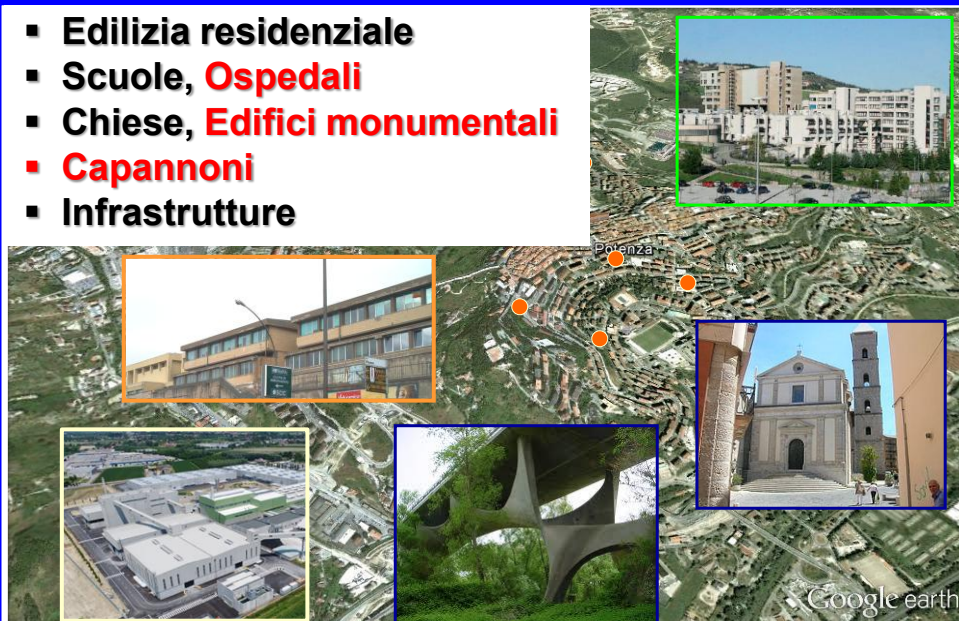 ▪ Edilizia residenziale
▪ Scuole, Ospedali
▪ Chiese, Edifici monumentali
▪ Capannoni
▪ Infrastrutture
Potenza
Google earth